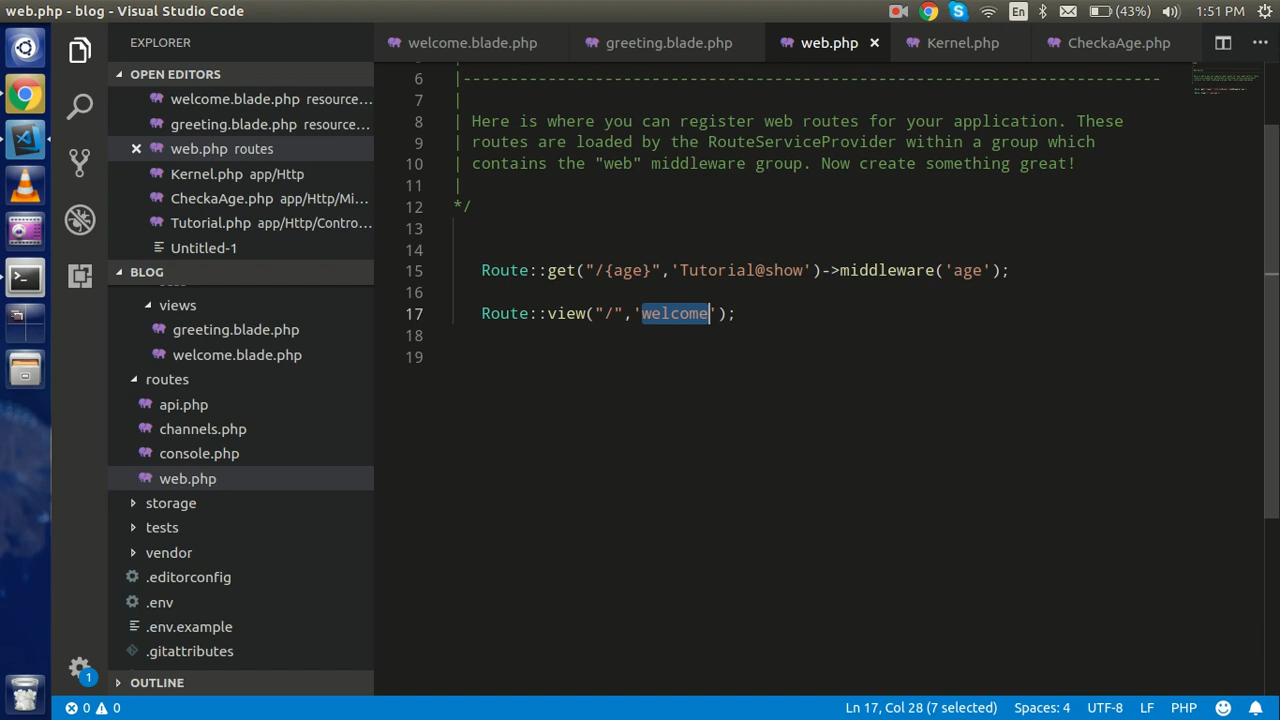 web.php - blog - Visual Studio Code
En
(43%)
1:51 PM
EXPLORER
OPEN EDITORS
welcome.blade.php resource...
greeting.blade.php resource...
web.php routes
Kernel.php app/Http
CheckaAge.php app/Http/Mi...
Tutorial.php app/Http/Contro...
Untitled-1
BLOG
views
greeting.blade.php
welcome.blade.php
routes
api.php
channels.php
console.php
web.php
storage
tests
vendor
.editorconfig
.env
.env.example
.gitattributes
OUTLINE
1
welcome.blade.php
greeting.blade.php
web.php
Kernel.php
CheckaAge.php
6 |--------------------------------------------------------------------------
7 |
8 | Here is where you can register web routes for your application. These
9 | routes are loaded by the RouteServiceProvider within a group which
10 | contains the "web" middleware group. Now create something great!
11 |
12 */
13
14
15 Route::get("/{age}",'Tutorial@show')->middleware('age');
16
17 Route::view("/",'welcome');
18
19
0 0
Ln 17, Col 28 (7 selected)
Spaces: 4
UTF-8
LF
PHP